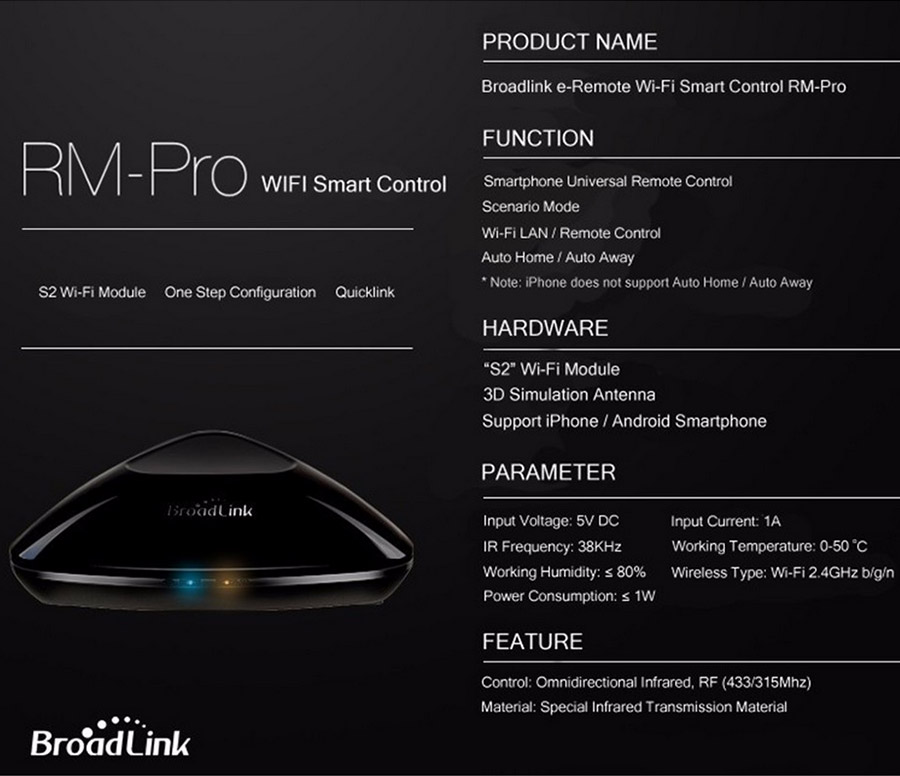 RM-Pro WIFI Smart Control
S2 Wi-Fi Module One Step Configuration Quicklink
BroadLink
BroadLink
PRODUCT NAME
Broadlink e-Remote Wi-Fi Smart Control RM-Pro
FUNCTION
Smartphone Universal Remote Control
Scenario Mode
Wi-Fi LAN / Remote Control
Auto Home / Auto Away
* Note: iPhone does not support Auto Home / Auto Away
HARDWARE
“S2” Wi-Fi Module
3D Simulation Antenna
Support iPhone / Android Smartphone
PARAMETER
Input Voltage: 5V DC Input Current: 1A
IR Frequency: 38KHz Working Temperature: 0-50 °C
Working Humidity: ≤ 80% Wireless Type: Wi-Fi 2.4GHz b/g/n
Power Consumption: ≤ 1W
FEATURE
Control: Omnidirectional Infrared, RF (433/315Mhz)
Material: Special Infrared Transmission Material